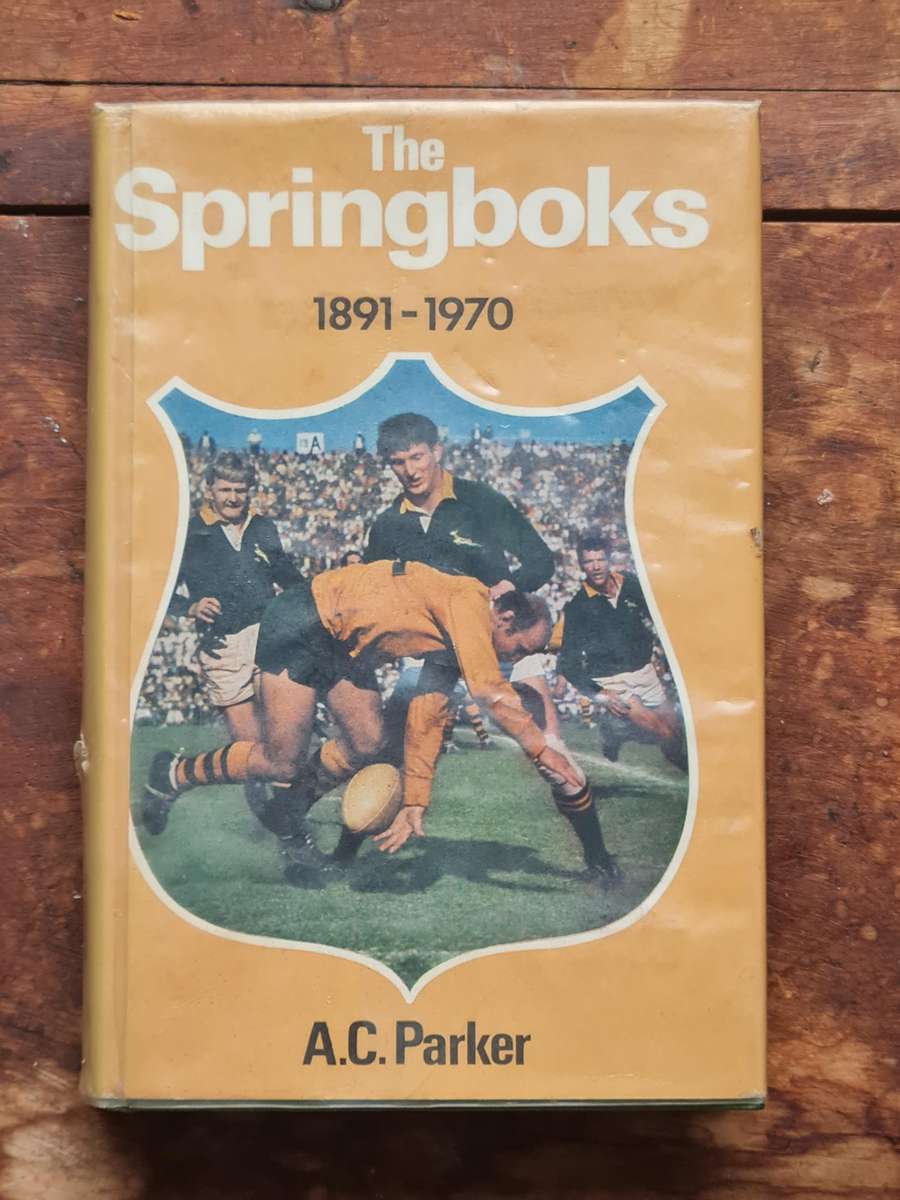 The
Springboks
1891-1970
A
A.C. Parker